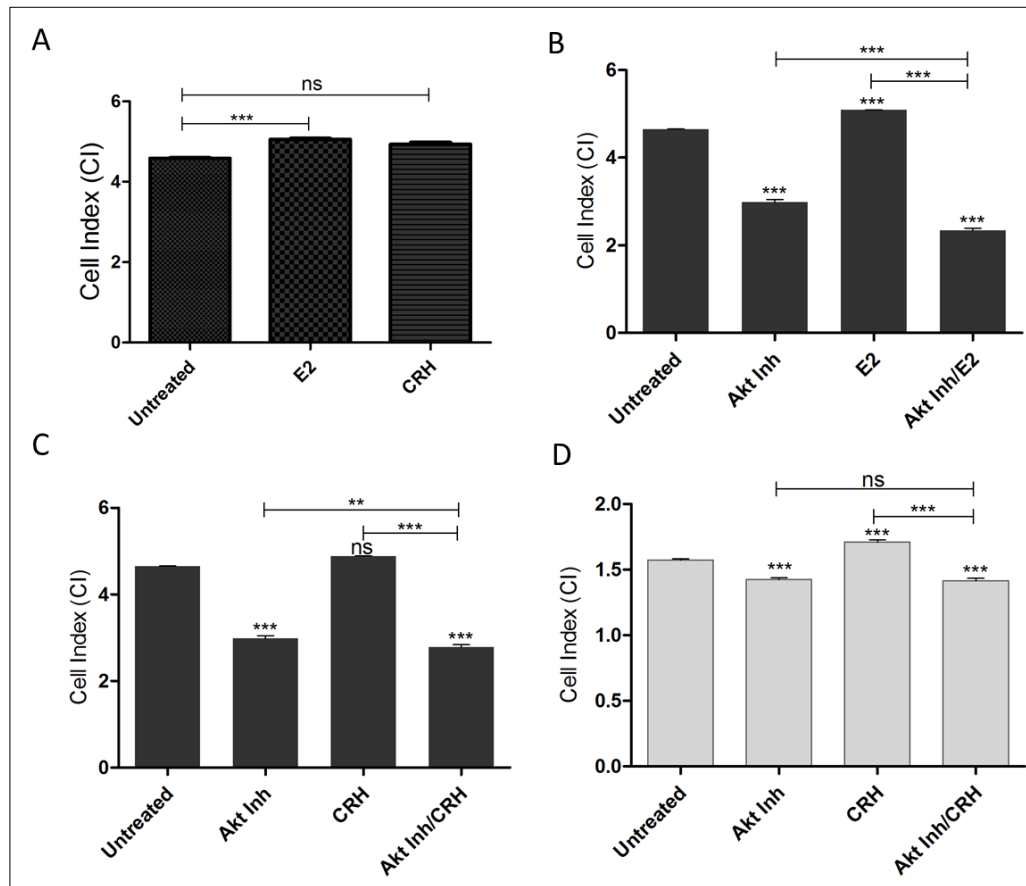 A
ns
***
Cell Index (CI)
6
4
2
0
Untreated
E2
CRH
B
***
***
***
***
***
Cell Index (CI)
6
4
2
0
Untreated
Akt Inh
E2
Akt Inh/E2
C
**
***
ns
***
***
Cell Index (CI)
6
4
2
0
Untreated
Akt Inh
CRH
Akt Inh/CRH
D
ns
***
***
***
***
Cell Index (CI)
2.0
1.5
1.0
0.5
0.0
Untreated
Akt Inh
CRH
Akt Inh/CRH